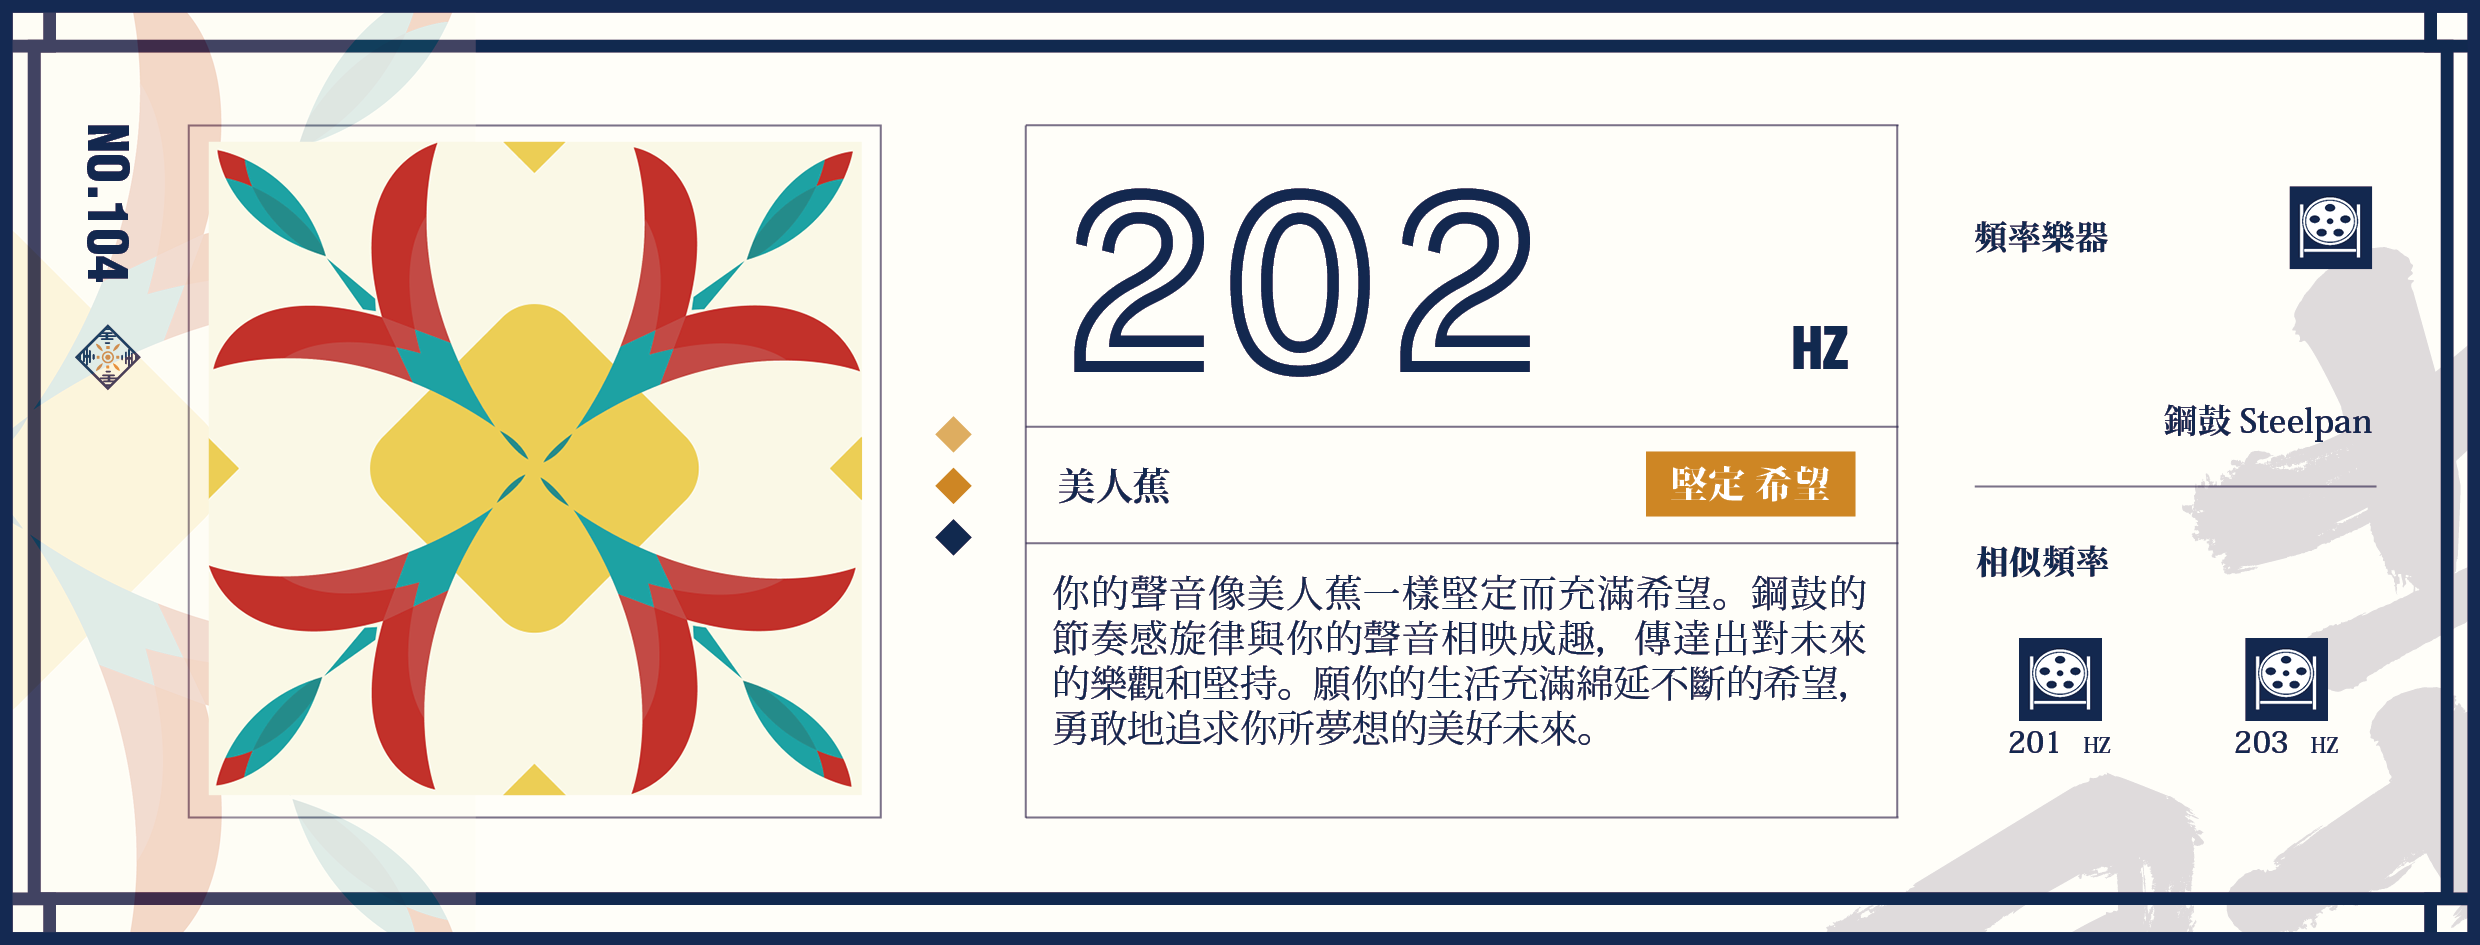 NO.104
202
HZ
美人蕉
堅定 希望
你的聲音像美人蕉一樣堅定而充滿希望。鋼鼓的
節奏感旋律與你的聲音相映成趣，傳達出對未來
的樂觀和堅持。願你的生活充滿綿延不斷的希望，
勇敢地追求你所夢想的美好未來。
頻率樂器
鋼鼓 Steelpan
相似頻率
201 HZ
203 HZ